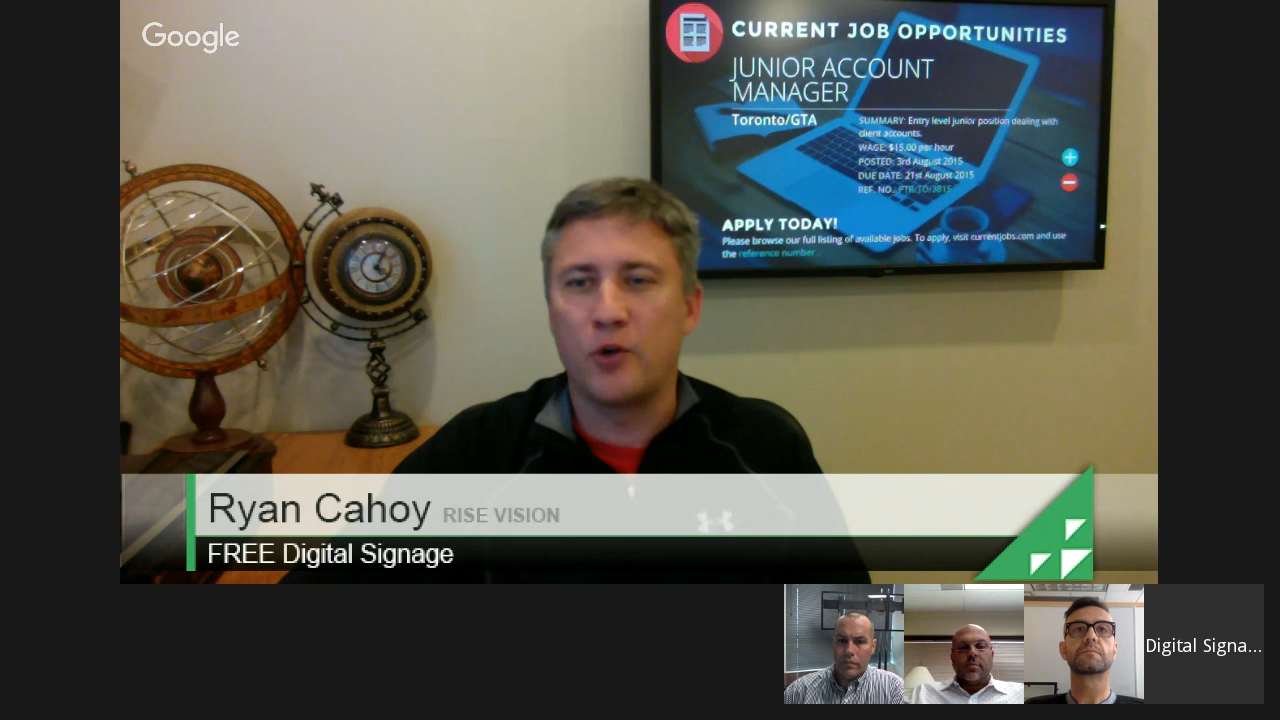 Google
CURRENT JOB OPPORTUNITIES
JUNIOR ACCOUNT
MANAGER
Toronto/GTA
SUMMARY: Entry level junior position dealing with
client accounts.
WAGE: $15.00 per hour
POSTED: 3rd August 2015
DUE DATE: 21st August 2015
REF. NO.:
APPLY TODAY!
Please browse our full listing of available jobs. To apply, visit currentjobs.com and use
the reference number.
Ryan Cahoy RISE VISION
FREE Digital Signage
Digital Signa...